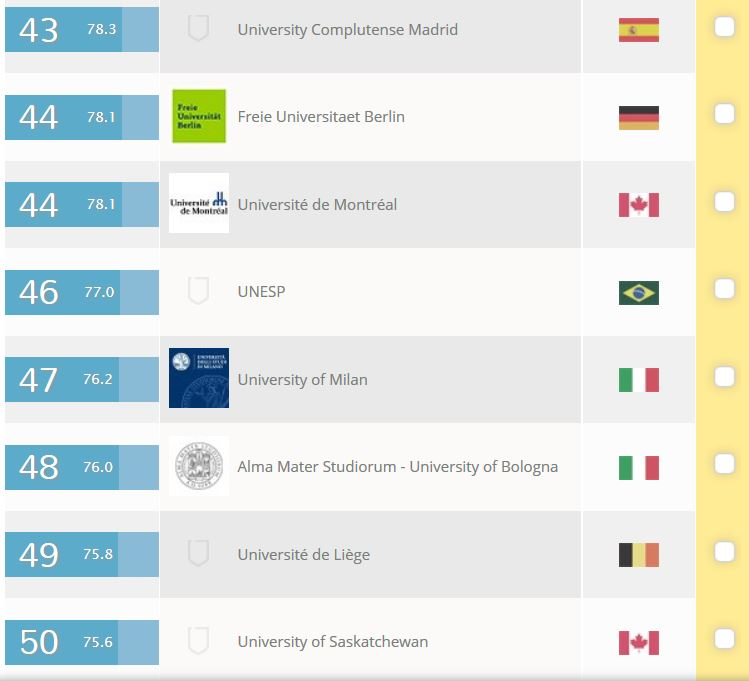 43 78.3 University Complutense Madrid
44 78.1 Freie Universität Berlin Freie Universitaet Berlin
44 78.1 Université de Montréal Université de Montréal
46 77.0 UNESP
47 76.2 University of Milan
48 76.0 Alma Mater Studiorum - University of Bologna
49 75.8 Université de Liège
50 75.6 University of Saskatchewan